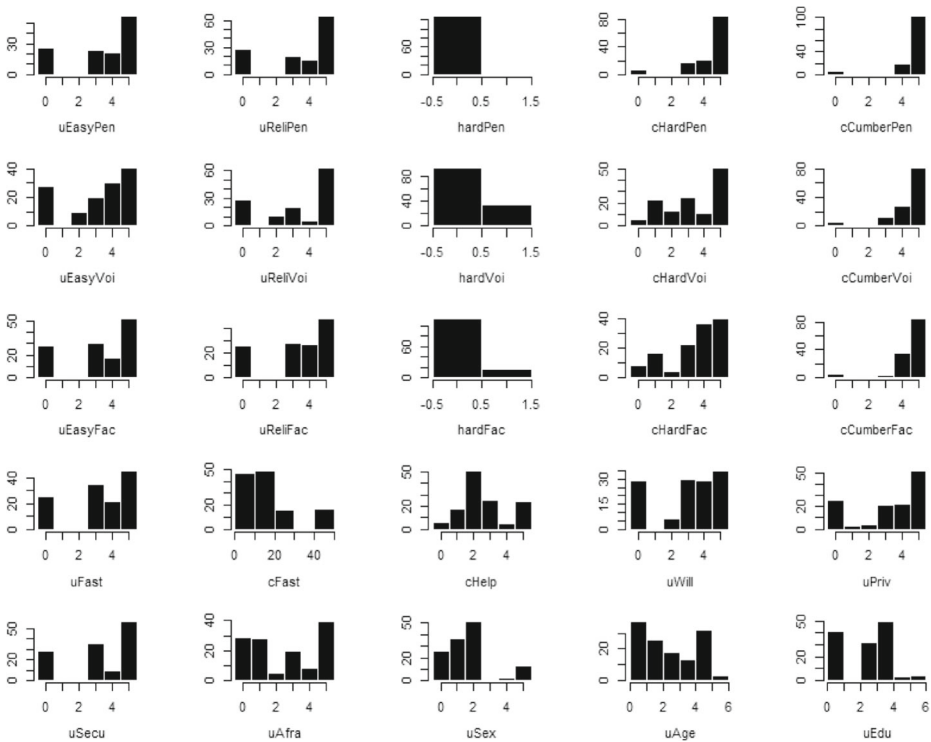 0 30
0 4
uEasyPen
0 30 60
0 4
uReliPen
0 60
-0.5 0.5 1.5
hardPen
0 40 80
0 4
cHardPen
0 40 100
0 2 4
cCumberPen
0 20 40
0 2 4
uEasyVoi
0 30 60
0 2 4
uReliVoi
0 40 80
-0.5 0.5 1.5
hardVoi
0 20 50
0 2 4
cHardVoi
0 40 80
0 2 4
cCumberVoi
0 20 50
0 2 4
uEasyFac
0 20
0 2 4
uReliFac
0 60
-0.5 0.5 1.5
hardFac
0 20 40
0 2 4
cHardFac
0 40 80
0 2 4
cCumberFac
0 20 40
0 2 4
uFast
0 20 50
0 20 40
cFast
0 20 50
0 2 4
cHelp
0 15 30
0 2 4
uWill
0 20 50
0 2 4
uPriv
0 20 50
0 2 4
uSecu
0 20 40
0 2 4
uAfra
0 20 50
0 2 4
uSex
0 20
0 2 4 6
uAge
0 20 50
0 2 4 6
uEdu